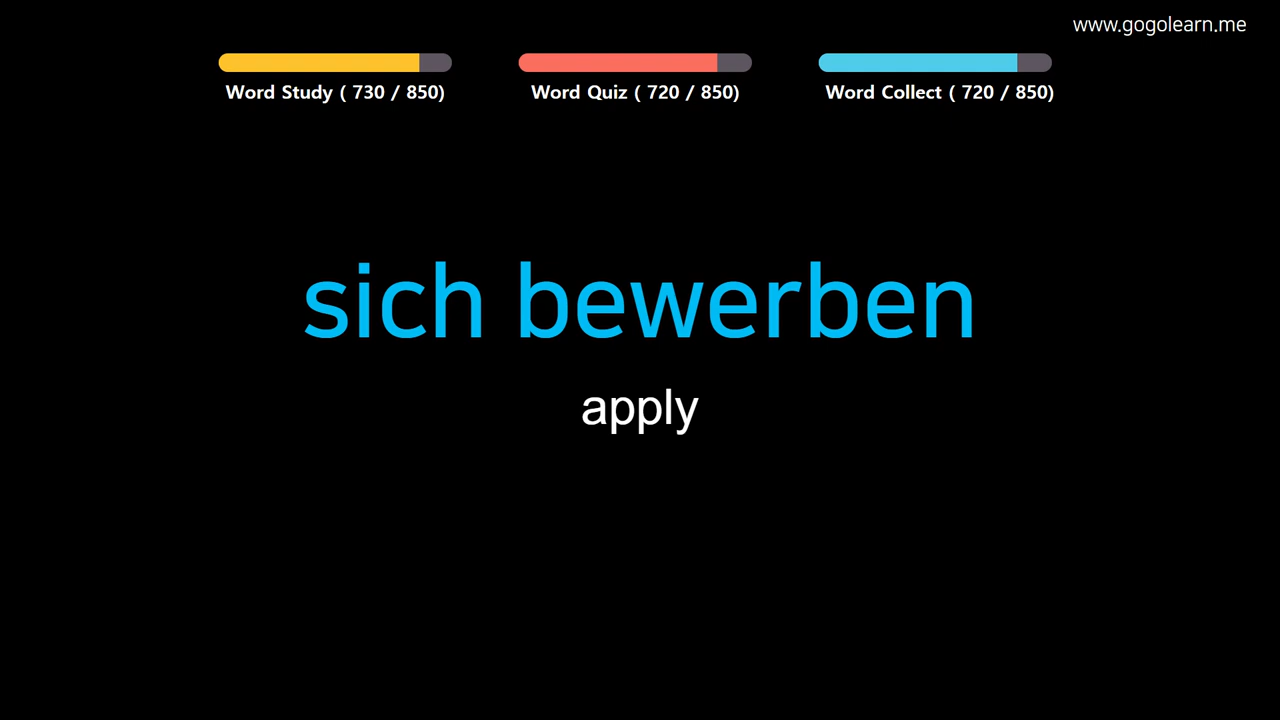 www.gogolearn.me
Word Study ( 730 / 850)
Word Quiz ( 720 / 850)
Word Collect ( 720 / 850)
sich bewerben
apply